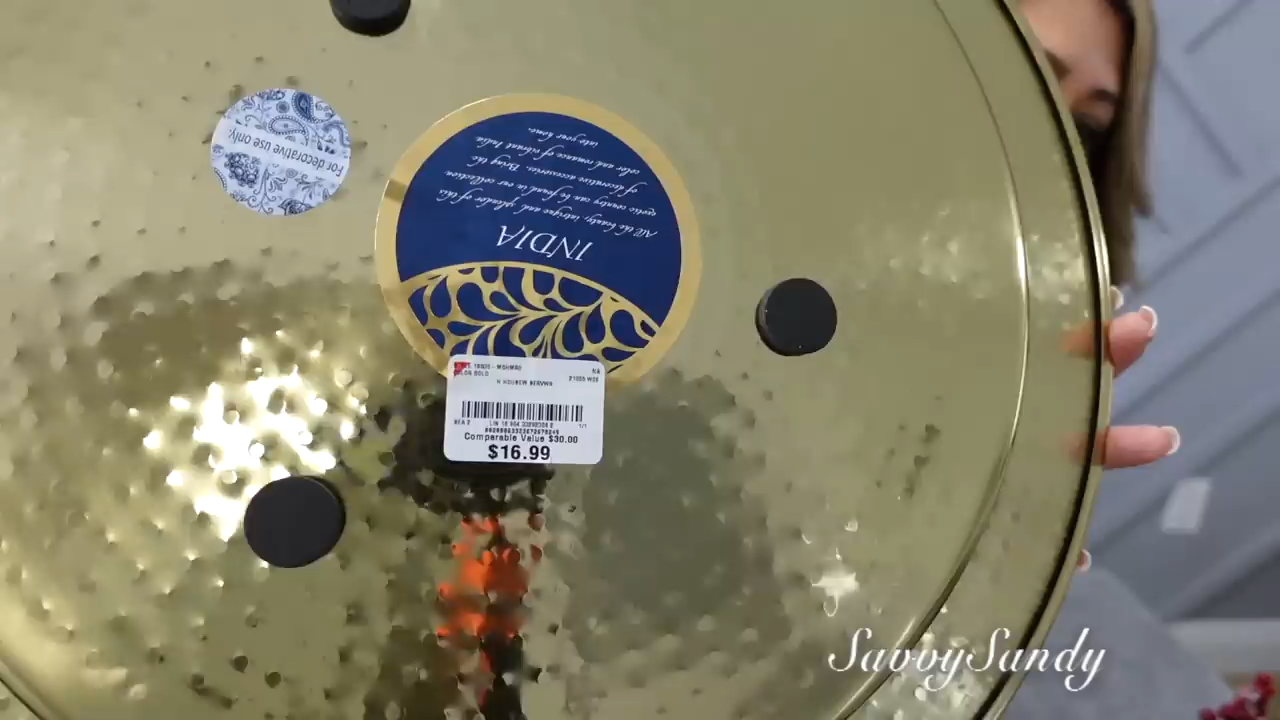 For decorative use only.
INDIA
All the beauty, intrigue and splendor of this
exotic country can be found in our collection
of decorative accessories. Bring the
color and romance of vibrant India
into your home.
Comparable Value $30.00
$16.99
SavvySandy